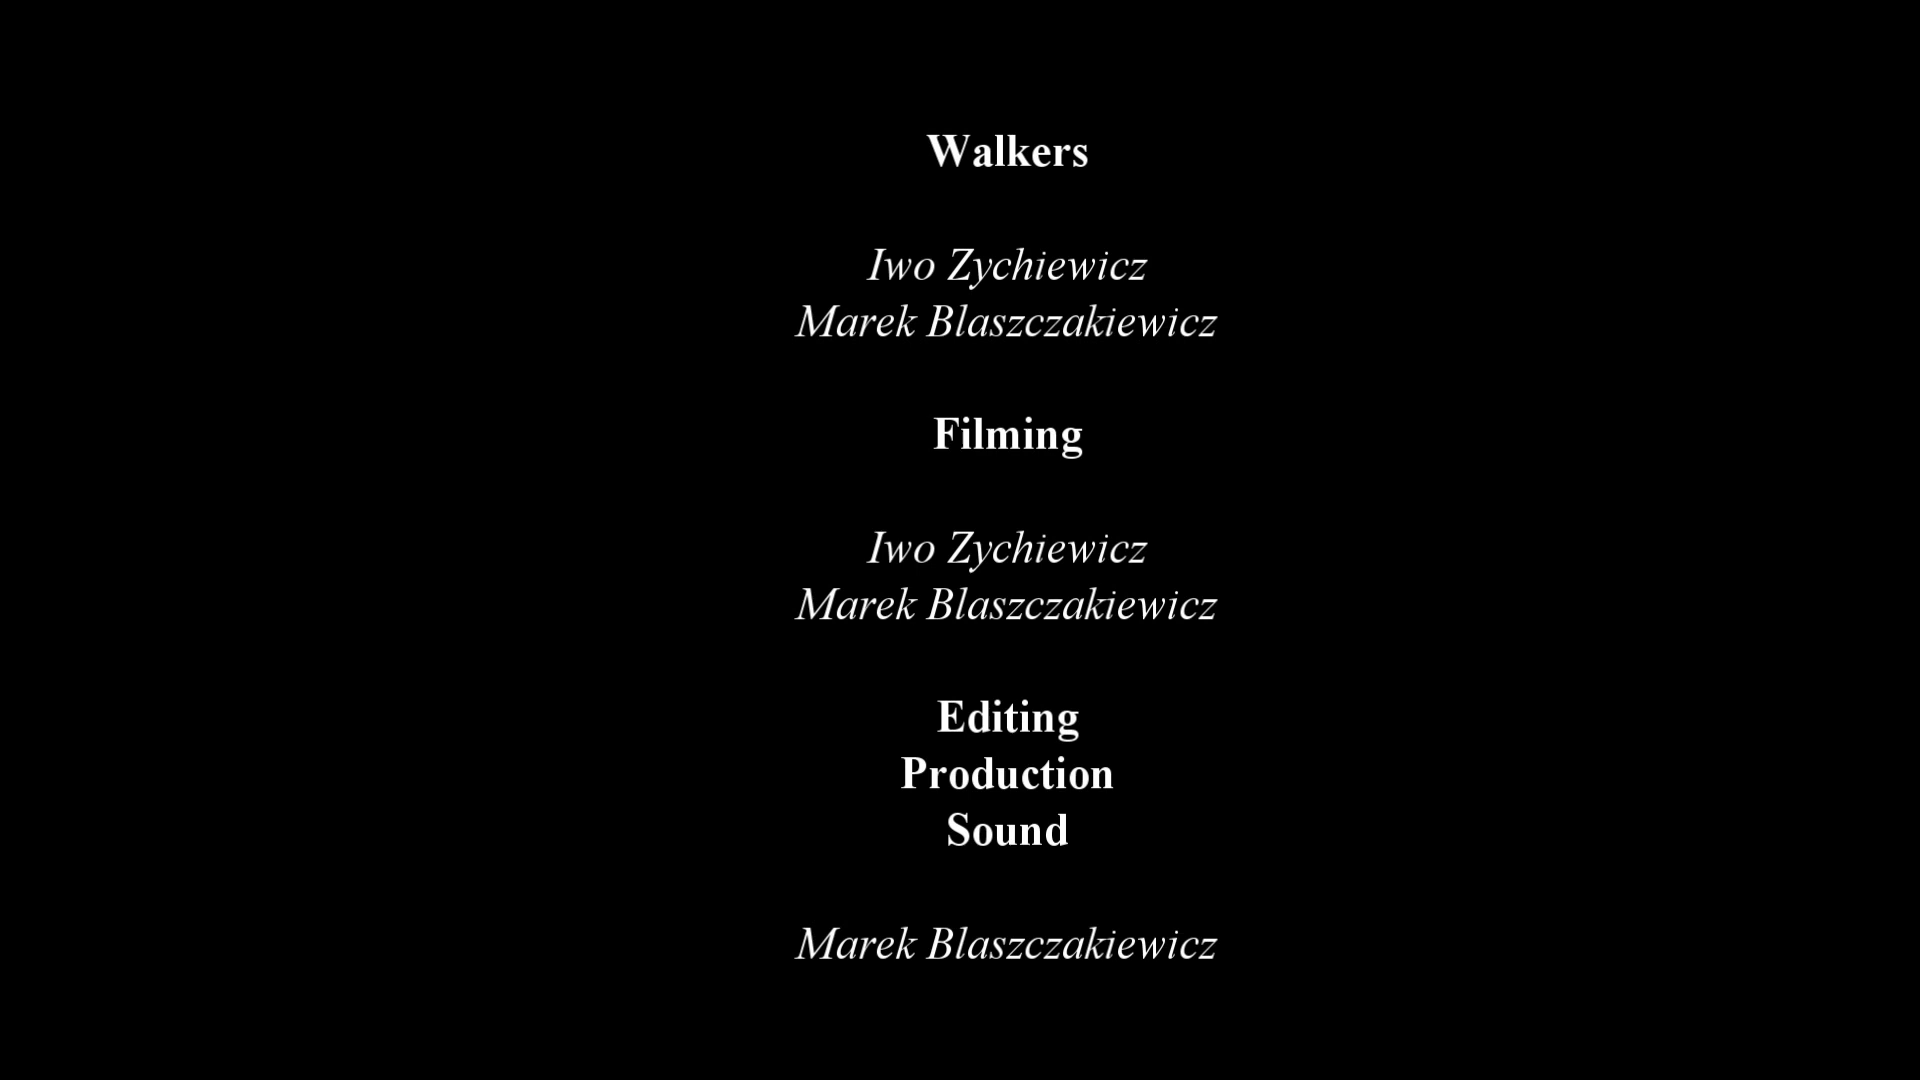 Walkers
Iwo Zychiewicz
Marek Blaszczakiewicz
Filming
Iwo Zychiewicz
Marek Blaszczakiewicz
Editing
Production
Sound
Marek Blaszczakiewicz